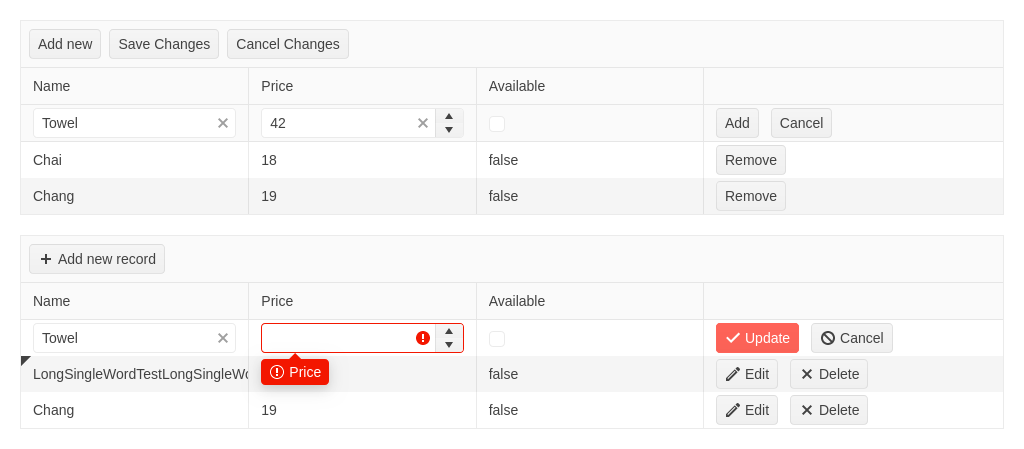 Add new Save Changes Cancel Changes
Name Price Available
Towel 42 Add Cancel
Chai 18 false Remove
Chang 19 false Remove
Add new record
Name Price Available
Towel Update Cancel
LongSingleWordTestLongSingleWo Price false Edit Delete
Chang 19 false Edit Delete